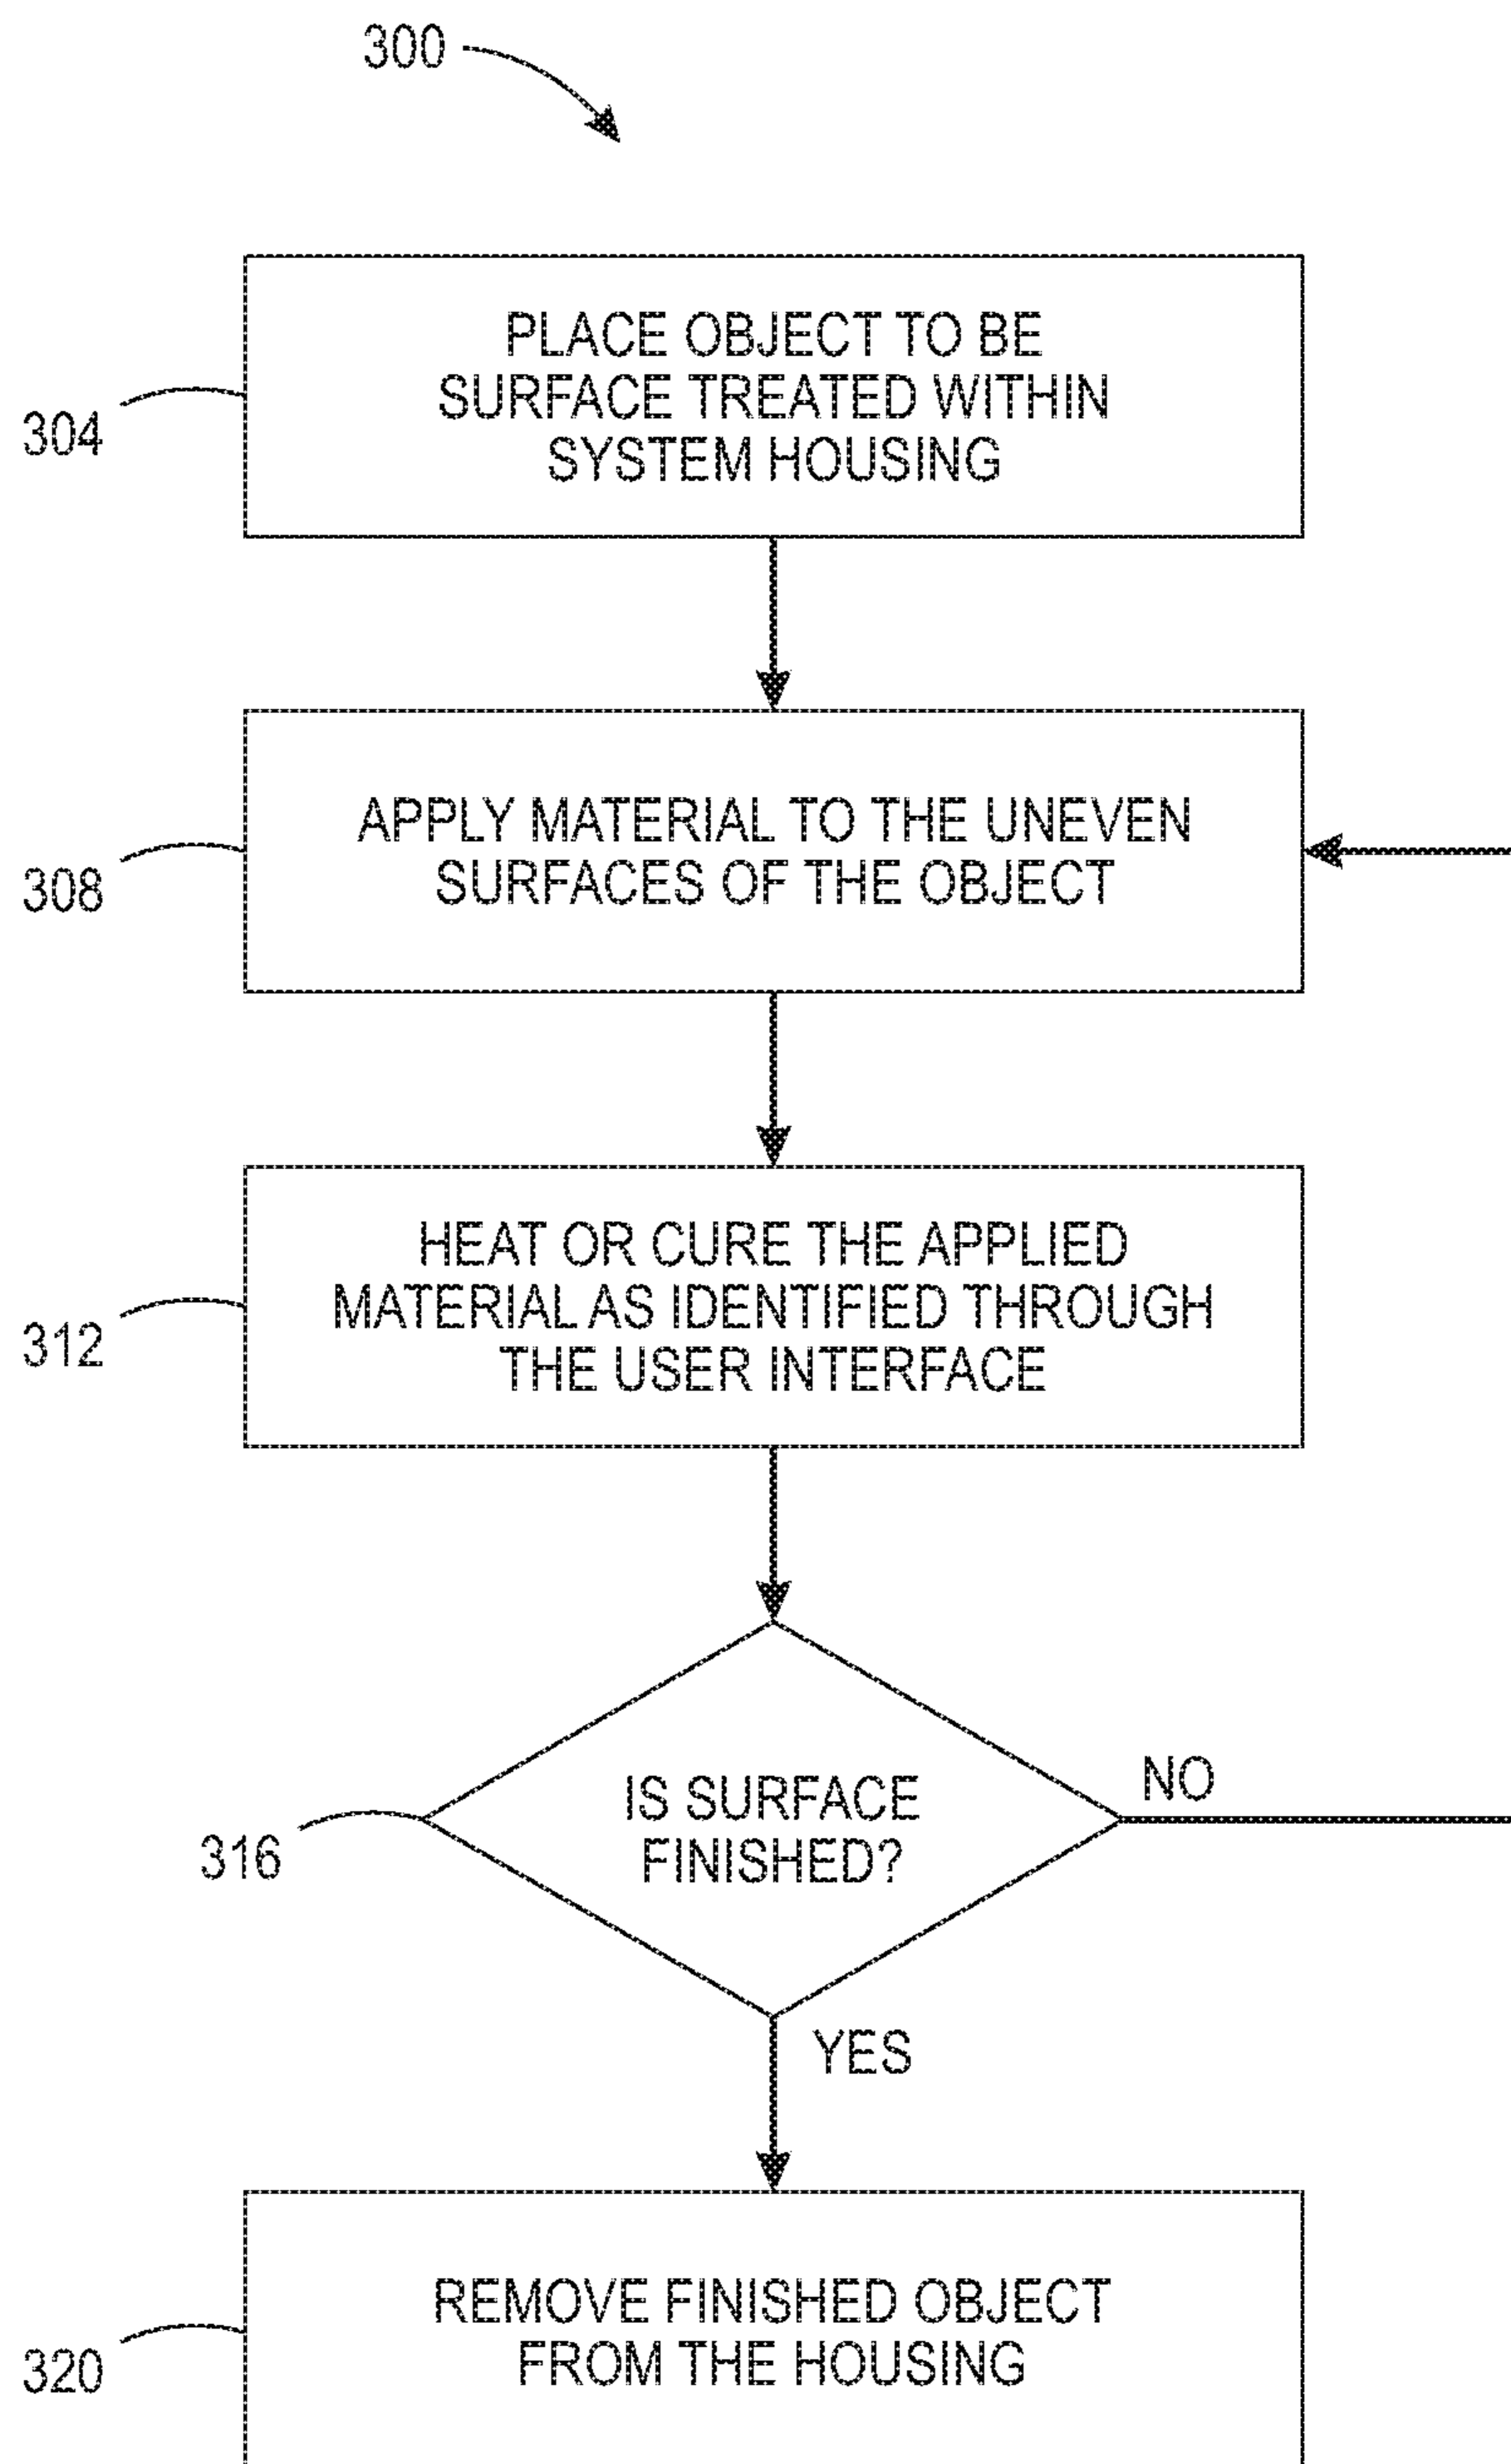 300
PLACE OBJECT TO BE
SURFACE TREATED WITHIN
SYSTEM HOUSING
304
APPLY MATERIAL TO THE UNEVEN
SURFACES OF THE OBJECT
308
HEAT OR CURE THE APPLIED
MATERIAL AS IDENTIFIED THROUGH
THE USER INTERFACE
312
IS SURFACE
FINISHED?
316
NO
YES
REMOVE FINISHED OBJECT
FROM THE HOUSING
320